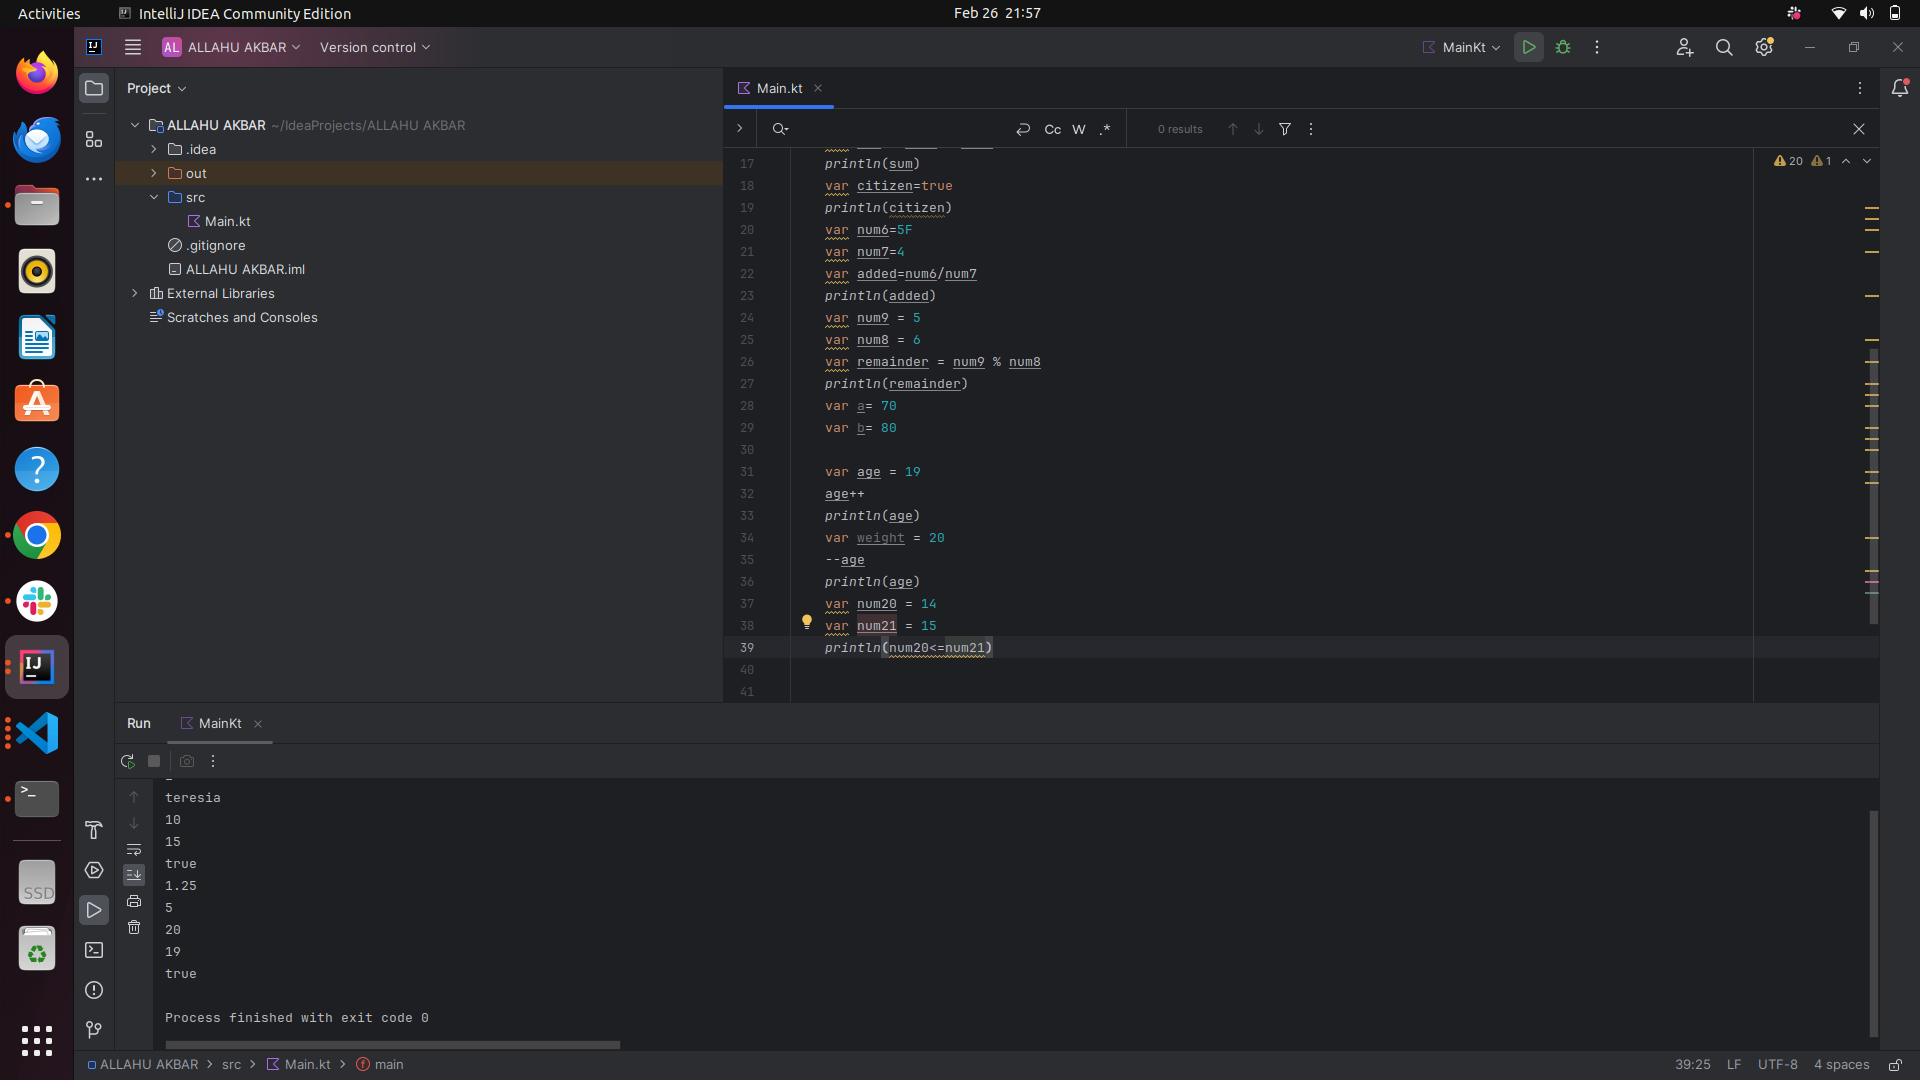 Activities IntelliJ IDEA Community Edition Feb 26 21:57
IJ AL ALLAHU AKBAR Version control MainKt
Project Main.kt
ALLAHU AKBAR ~/IdeaProjects/ALLAHU AKBAR
.idea
out
src
Main.kt
.gitignore
ALLAHU AKBAR.iml
External Libraries
Scratches and Consoles
Cc W .* 0 results
20 1
17 println(sum)
18 var citizen=true
19 println(citizen)
20 var num6=5F
21 var num7=4
22 var added=num6/num7
23 println(added)
24 var num9 = 5
25 var num8 = 6
26 var remainder = num9 % num8
27 println(remainder)
28 var a= 70
29 var b= 80
30
31 var age = 19
32 age++
33 println(age)
34 var weight = 20
35 --age
36 println(age)
37 var num20 = 14
38 var num21 = 15
39 println(num20<=num21)
40
41
IJ
SSD
Run MainKt
teresia
10
15
true
1.25
5
20
19
true
Process finished with exit code 0
ALLAHU AKBAR > src > Main.kt > main 39:25 LF UTF-8 4 spaces